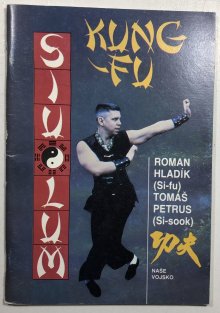 KUNG
-FU
SIU LUM
ROMAN
HLADÍK
(Si-fu)
TOMÁŠ
PETRUS
(Si-sook)
功夫
NAŠE
VOJSKO